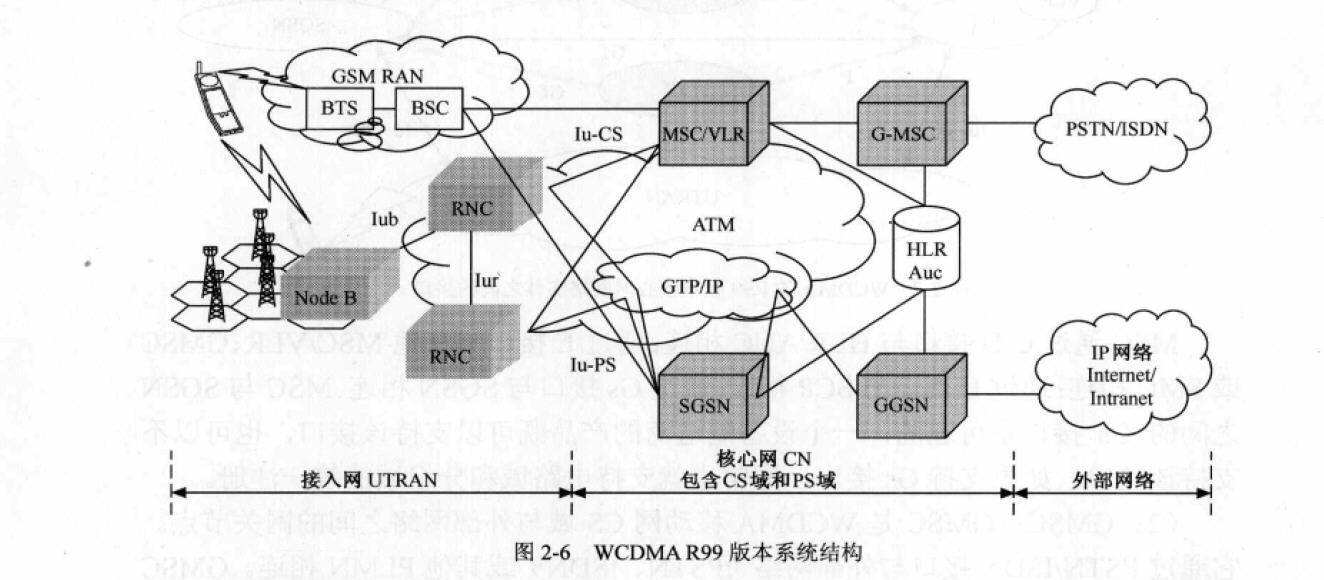 GSM RAN
BTS
BSC
MSC/VLR
G-MSC
PSTN/ISDN
Iu-CS
RNC
Iub
ATM
HLR
Auc
Iur
GTP/IP
Node B
RNC
Iu-PS
SGSN
GGSN
IP网络
Internet/
Intranet
接入网 UTRAN
核心网 CN
包含CS域和PS域
外部网络
图 2-6 WCDMA R99 版本系统结构